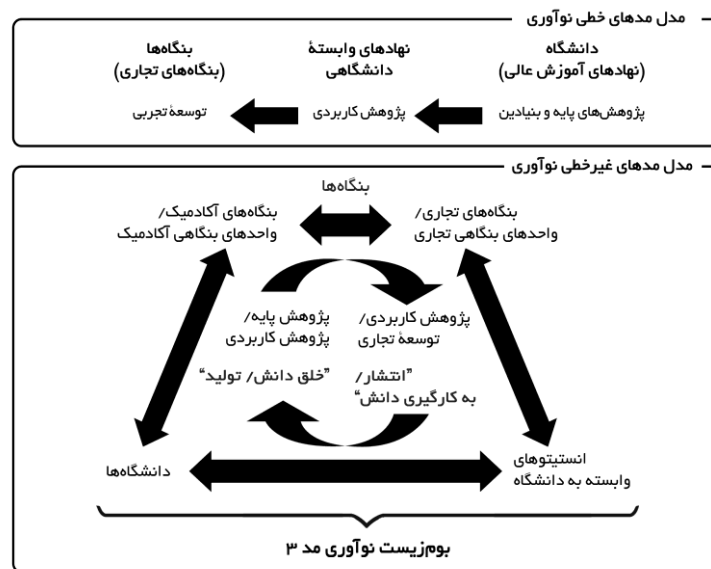 مدل مدهای خطی نوآوری
دانشگاه
(نهادهای آموزش عالی)
نهادهای وابستهٔ
دانشگاهی
بنگاه‌ها
(بنگاه‌های تجاری)
پژوهش‌های پایه و بنیادین
پژوهش کاربردی
توسعهٔ تجربی
مدل مدهای غیرخطی نوآوری
بنگاه‌ها
بنگاه‌های تجاری/
واحدهای بنگاهی تجاری
بنگاه‌های آکادمیک/
واحدهای بنگاهی آکادمیک
پژوهش کاربردی/
توسعهٔ تجاری
پژوهش پایه/
پژوهش کاربردی
"انتشار/
به کارگیری دانش"
"خلق دانش/ تولید"
انستیتوهای
وابسته به دانشگاه
دانشگاه‌ها
بوم‌زیست نوآوری مد ۳